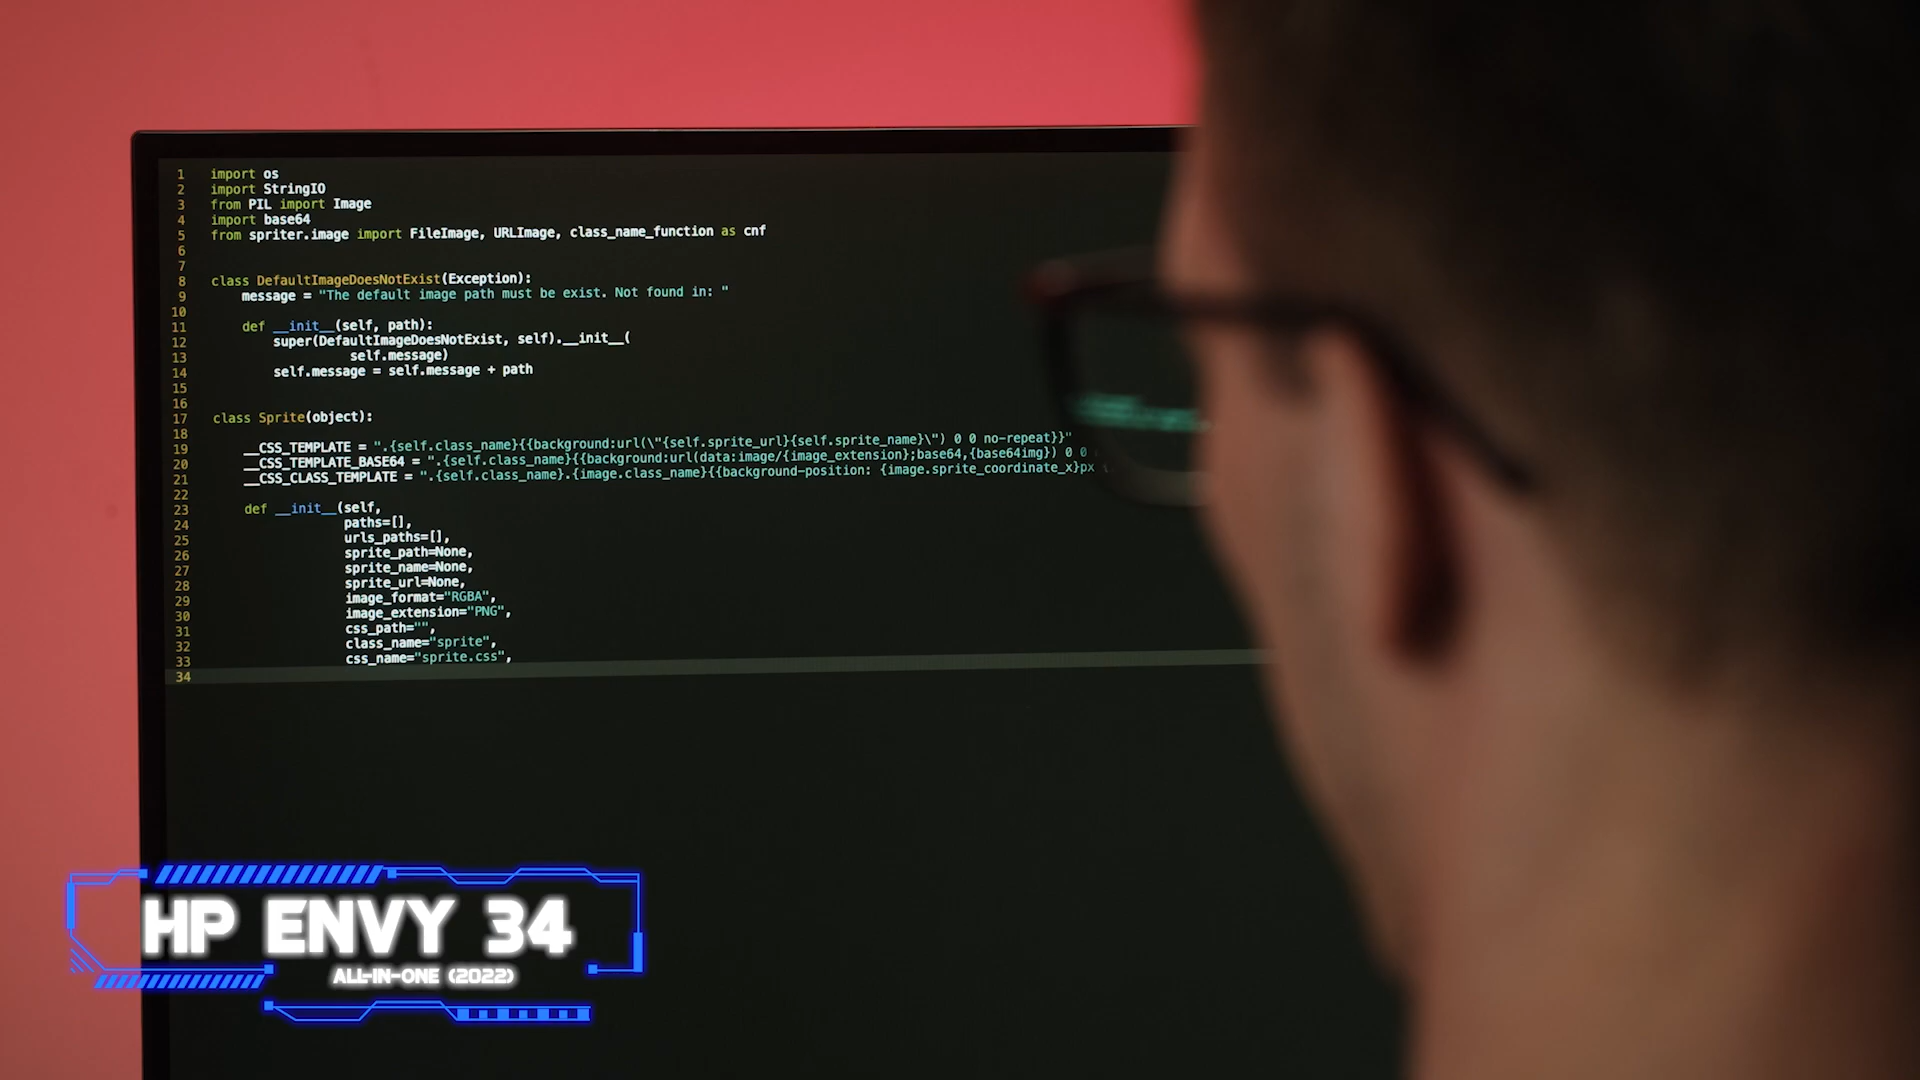 1 import os
2 import StringIO
3 from PIL import Image
4 import base64
5 from spriter.image import FileImage, URLImage, class_name_function as cnf
6
7
8 class DefaultImageDoesNotExist(Exception):
9 message = "The default image path must be exist. Not found in: "
10
11 def __init__(self, path):
12 super(DefaultImageDoesNotExist, self).__init__(
13 self.message)
14 self.message = self.message + path
15
16
17 class Sprite(object):
18
19 __CSS_TEMPLATE = ".{self.class_name}{{background:url(\"{self.sprite_url}{self.sprite_name}\") 0 0 no-repeat}}"
20 __CSS_TEMPLATE_BASE64 = ".{self.class_name}{{background:url(data:image/{image_extension};base64,{base64img}) 0 0
21 __CSS_CLASS_TEMPLATE = ".{self.class_name}.{image.class_name}{{background-position: {image.sprite_coordinate_x}px
22
23 def __init__(self,
24 paths=[],
25 urls_paths=[],
26 sprite_path=None,
27 sprite_name=None,
28 sprite_url=None,
29 image_format="RGBA",
30 image_extension="PNG",
31 css_path="",
32 class_name="sprite",
33 css_name="sprite.css",
34
HP ENVY 34
ALL-IN-ONE (2022)